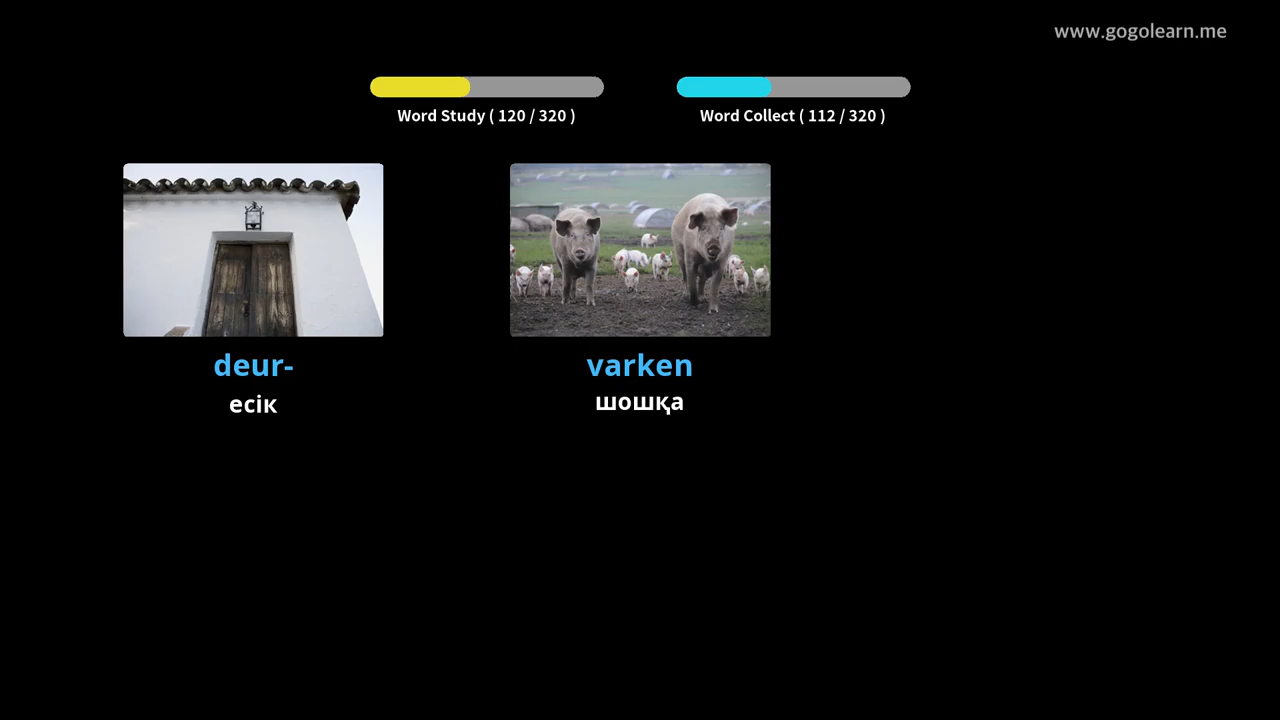 www.gogolearn.me
Word Study ( 120 / 320 )
Word Collect ( 112 / 320 )
deur-
есік
varken
шошқа